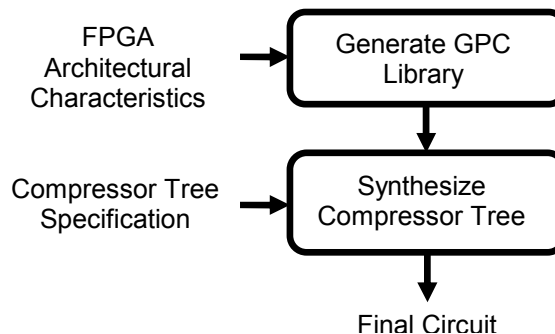 FPGA
Architectural
Characteristics
Generate GPC
Library
Compressor Tree
Specification
Synthesize
Compressor Tree
Final Circuit